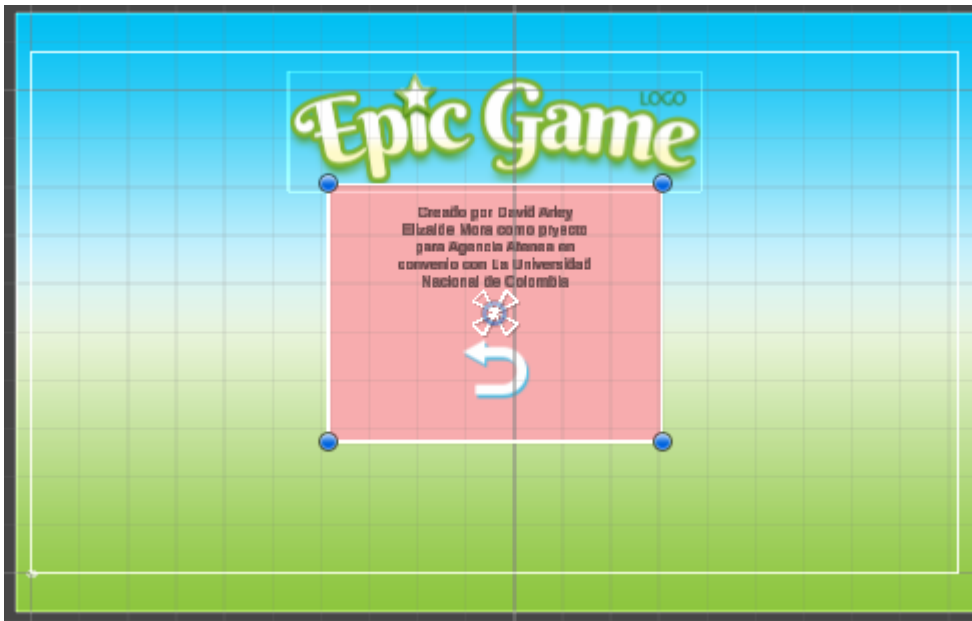 Epic Game
LOGO
Creado por David Arley
Elizalde Mora como pryecto
para Agencia Atenea en
convenio con La Universidad
Nacional de Colombia